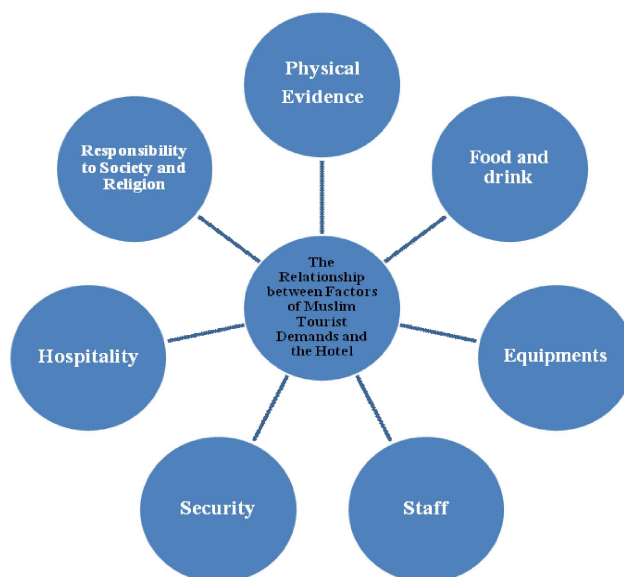 Physical
Evidence
Food and
drink
Equipments
Staff
Security
Hospitality
Responsibility
to Society and
Religion
The
Relationship
between Factors
of Muslim
Tourist
Demands and
the Hotel